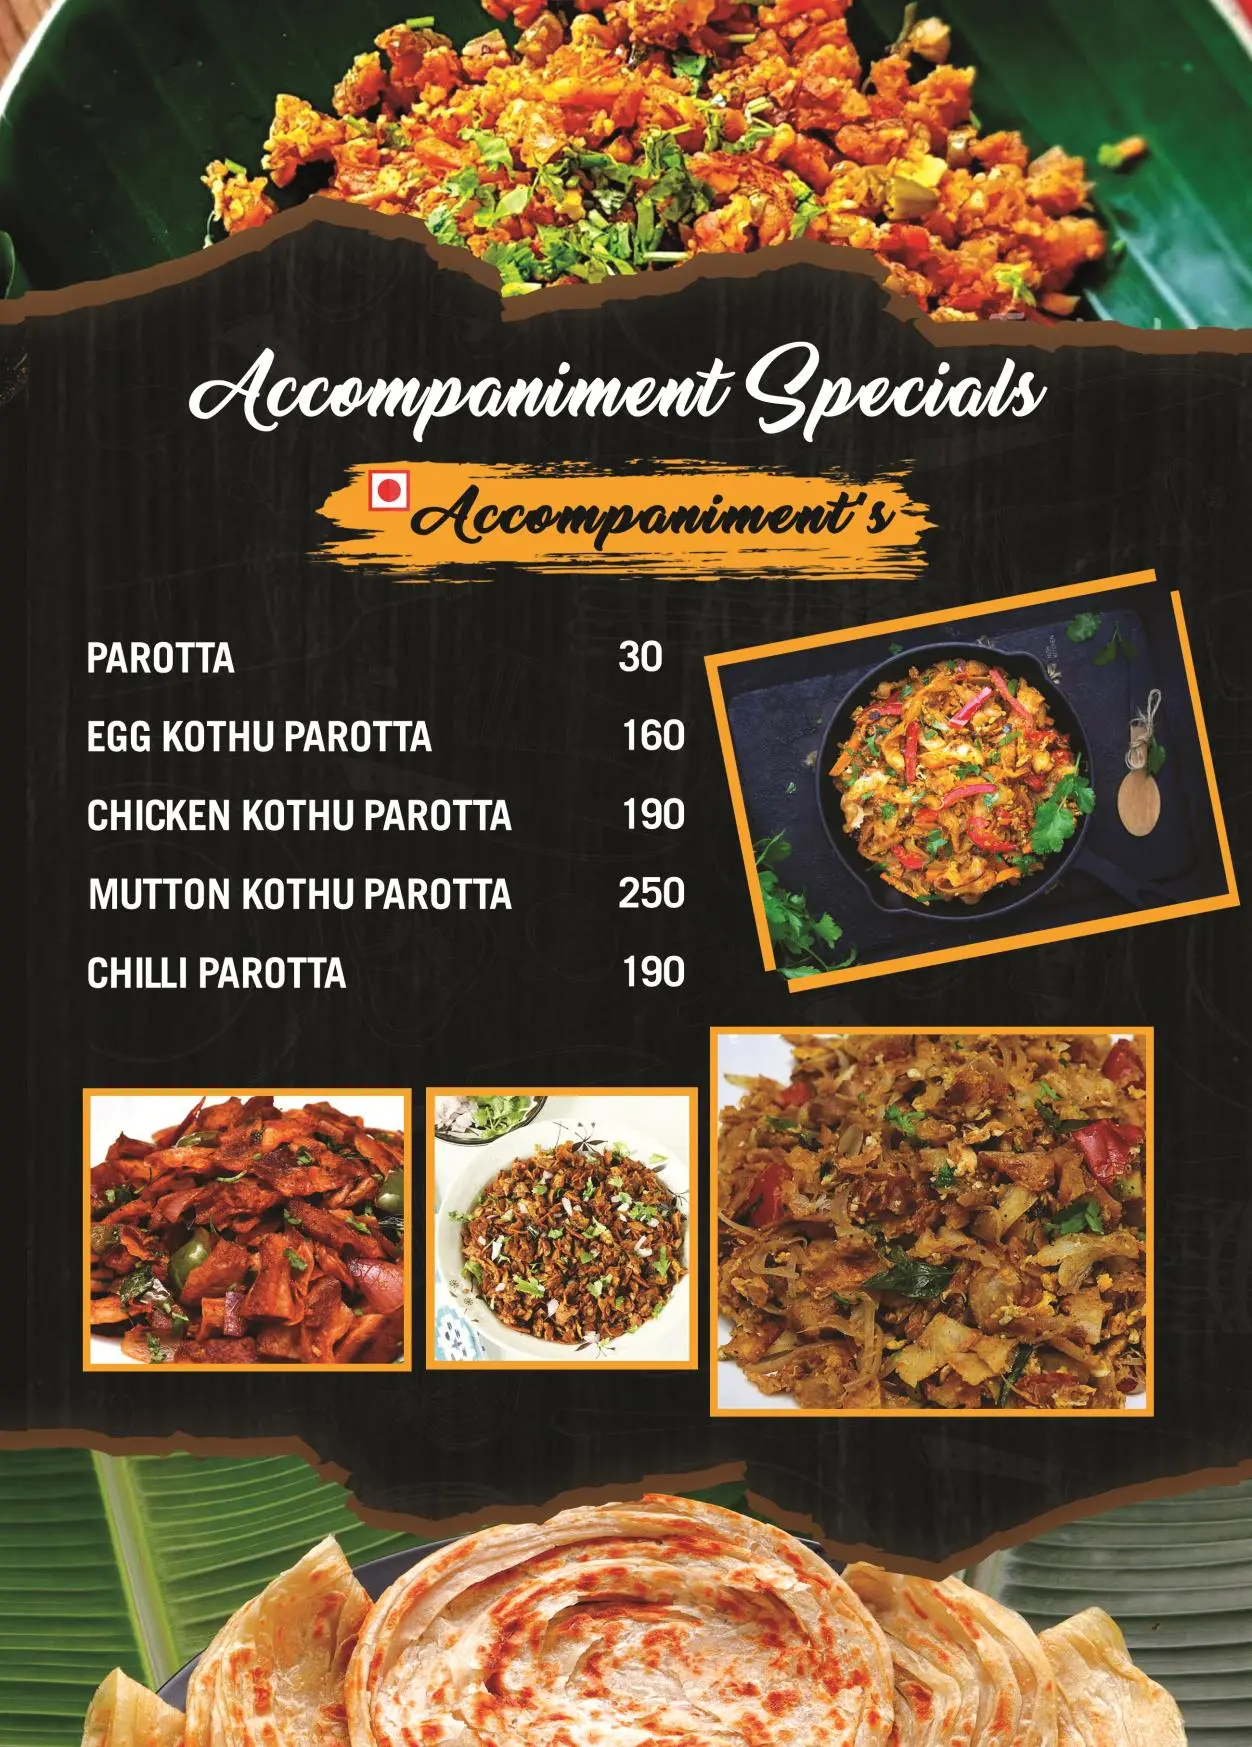 Accompaniment Specials
Accompaniment's
PAROTTA 30
EGG KOTHU PAROTTA 160
CHICKEN KOTHU PAROTTA 190
MUTTON KOTHU PAROTTA 250
CHILLI PAROTTA 190